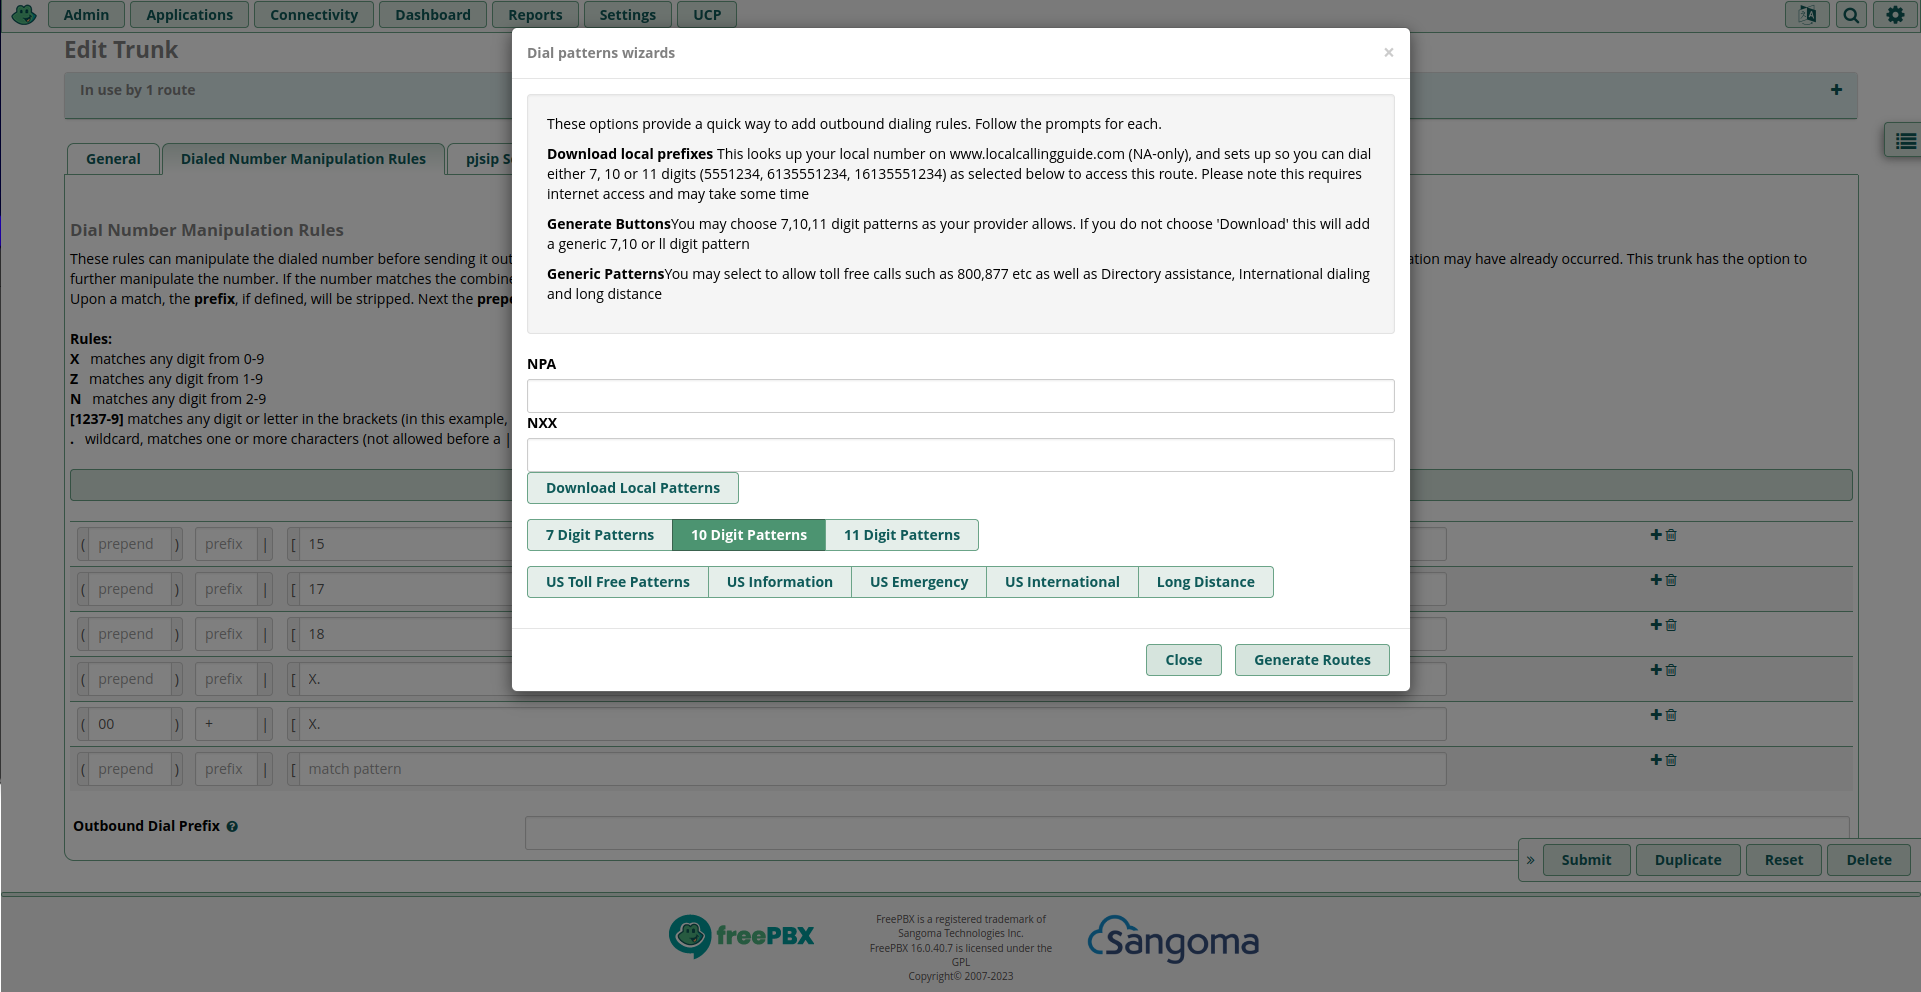 Admin Applications Connectivity Dashboard Reports Settings UCP
Edit Trunk
In use by 1 route
General Dialed Number Manipulation Rules pjsip S
Dial Number Manipulation Rules
These rules can manipulate the dialed number before sending it out
ation may have already occurred. This trunk has the option to
further manipulate the number. If the number matches the combine
Upon a match, the prefix, if defined, will be stripped. Next the prep
Rules:
X matches any digit from 0-9
Z matches any digit from 1-9
N matches any digit from 2-9
[1237-9] matches any digit or letter in the brackets (in this example,
. wildcard, matches one or more characters (not allowed before a |
( prepend ) prefix | [ 15
( prepend ) prefix | [ 17
( prepend ) prefix | [ 18
( prepend ) prefix | [ X.
( 00 ) + | [ X.
( prepend ) prefix | [ match pattern
Outbound Dial Prefix ?
» Submit Duplicate Reset Delete
Dial patterns wizards ×
These options provide a quick way to add outbound dialing rules. Follow the prompts for each.
Download local prefixes This looks up your local number on www.localcallingguide.com (NA-only), and sets up so you can dial
either 7, 10 or 11 digits (5551234, 6135551234, 16135551234) as selected below to access this route. Please note this requires
internet access and may take some time
Generate ButtonsYou may choose 7,10,11 digit patterns as your provider allows. If you do not choose 'Download' this will add
a generic 7,10 or ll digit pattern
Generic PatternsYou may select to allow toll free calls such as 800,877 etc as well as Directory assistance, International dialing
and long distance
NPA
NXX
Download Local Patterns
7 Digit Patterns 10 Digit Patterns 11 Digit Patterns
US Toll Free Patterns US Information US Emergency US International Long Distance
Close Generate Routes
freePBX
FreePBX is a registered trademark of
Sangoma Technologies Inc.
FreePBX 16.0.40.7 is licensed under the
GPL
Copyright© 2007-2023
Sangoma